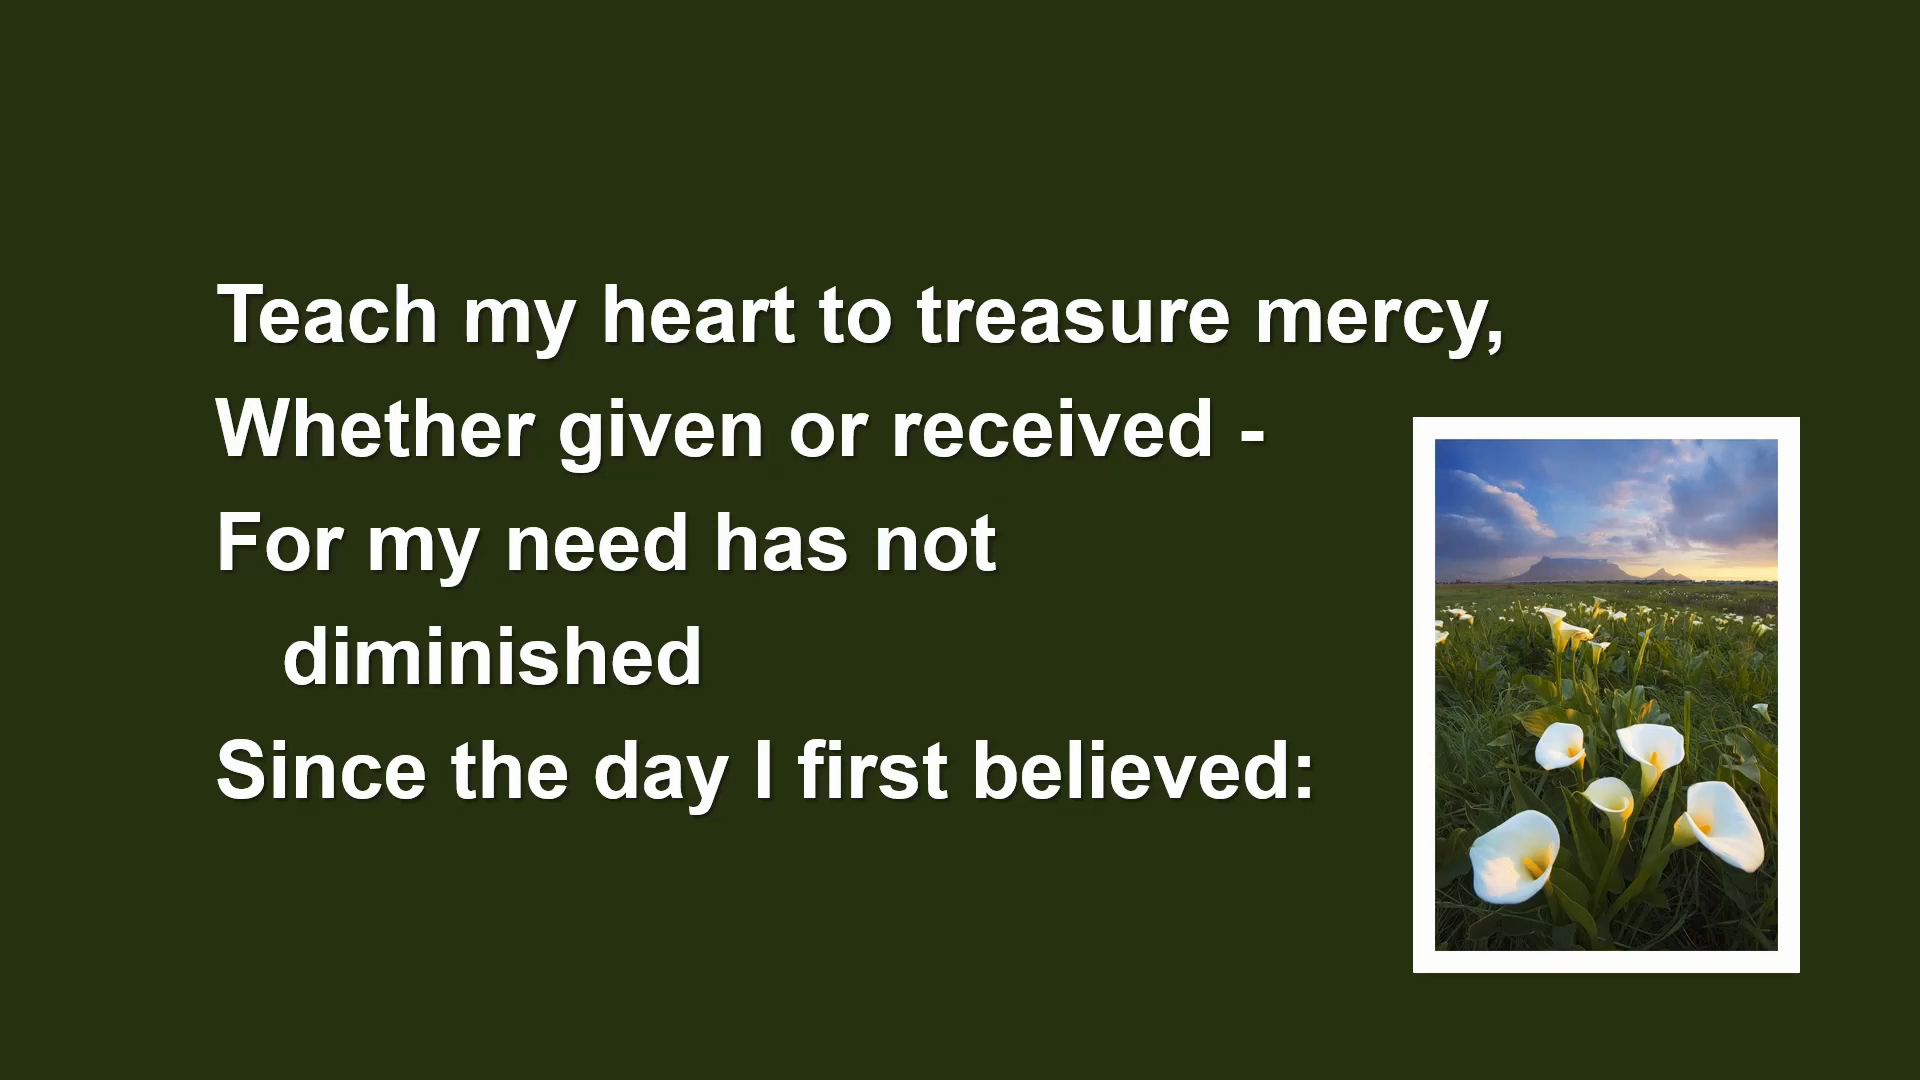 Teach my heart to treasure mercy,
Whether given or received -
For my need has not
diminished
Since the day I first believed: